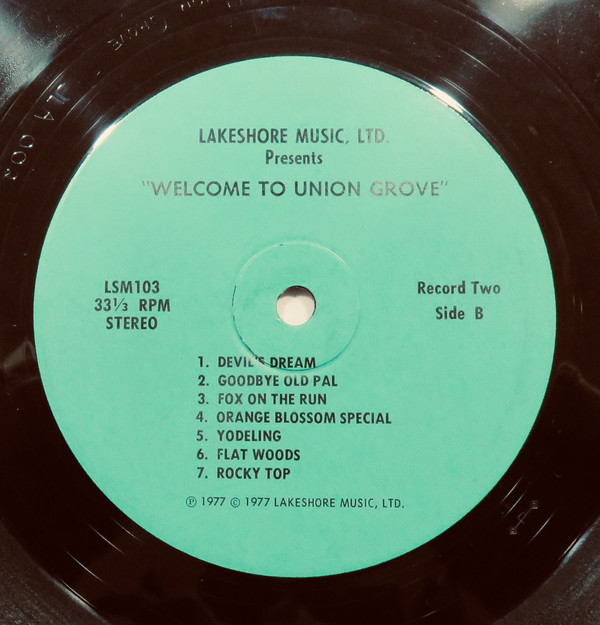 LAKESHORE MUSIC, LTD.
Presents
"WELCOME TO UNION GROVE"
LSM103
33⅓ RPM
STEREO
Record Two
Side B
1. DEVIL'S DREAM
2. GOODBYE OLD PAL
3. FOX ON THE RUN
4. ORANGE BLOSSOM SPECIAL
5. YODELING
6. FLAT WOODS
7. ROCKY TOP
℗ 1977 © 1977 LAKESHORE MUSIC, LTD.